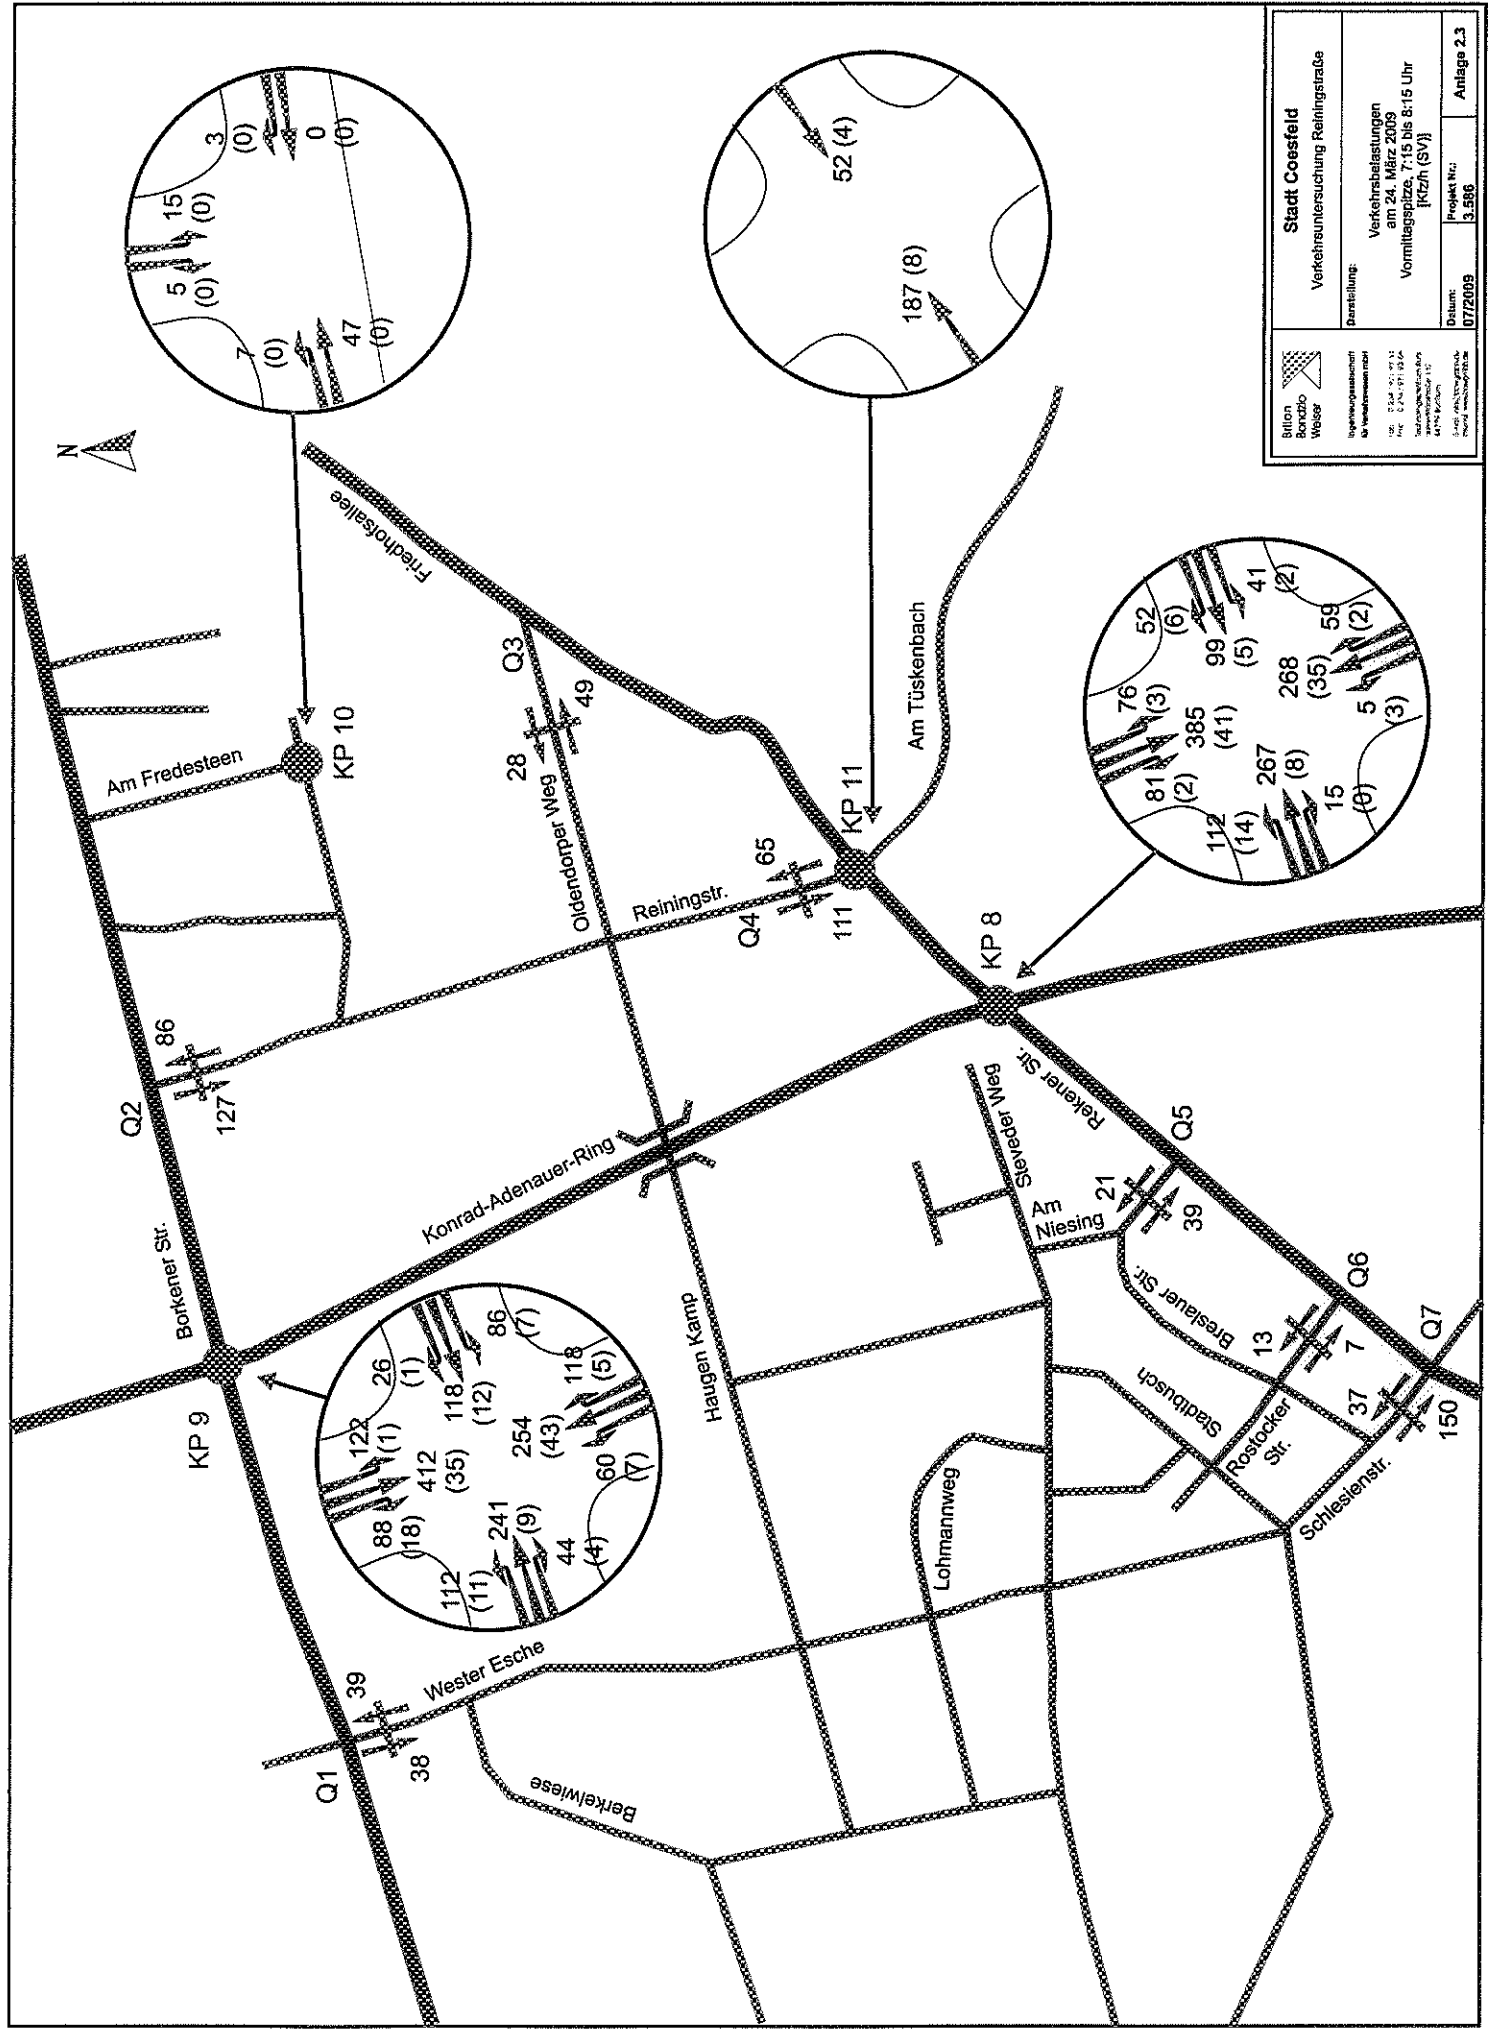 N
3
(0)
0
(0)
15
(0)
5
(0)
7
(0)
47
(0)
52 (4)
187 (8)
Friedhofsallee
Am Fredesteen
KP 10
Q3
49
28
Oldendorper Weg
Am Tüskenbach
KP 11
65
111
Q4
Reiningstr.
KP 8
52
(6)
99
(5)
41
(2)
76
(3)
385
(41)
81
(2)
59
(2)
268
(35)
5
(3)
112
(14)
267
(8)
15
(0)
Q2
86
127
Borkener Str.
Konrad-Adenauer-Ring
KP 9
26
(1)
118
(12)
86
(7)
122
(1)
412
(35)
88
(18)
118
(5)
254
(43)
60
(7)
112
(11)
241
(9)
44
(4)
Rekener Str.
Steveder Weg
Am
Niesing
Q5
21
39
Haugen Kamp
Breslauer Str.
Q6
13
7
Q7
37
150
Stadtbusch
Rostocker
Str.
Schlesienstr.
Lohmannweg
Wester Esche
Q1
39
38
Berkelwiese
Brilon
Bondzio
Weiser
Ingenieurgesellschaft
für Verkehrswesen mbH
Stadt Coesfeld
Verkehrsuntersuchung Reiningstraße
Darstellung:
Verkehrsbelastungen
am 24. März 2009
Vormittagspitze, 7:15 bis 8:15 Uhr
[Kfz/h (SV)]
Datum:
07/2009
Projekt Nr.:
3.586
Anlage 2.3